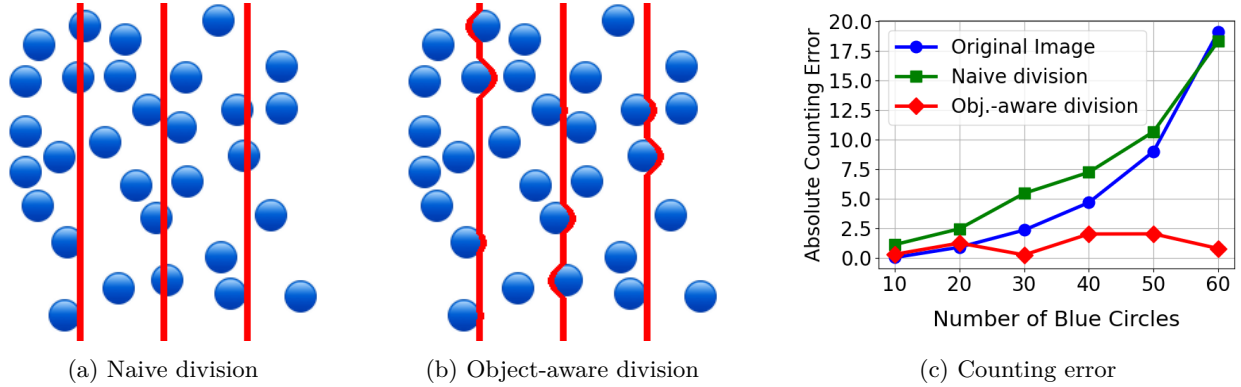 (a) Naive division
(b) Object-aware division
Absolute Counting Error
20.0
17.5
15.0
12.5
10.0
7.5
5.0
2.5
0.0
Original Image
Naive division
Obj.-aware division
10 20 30 40 50 60
Number of Blue Circles
(c) Counting error